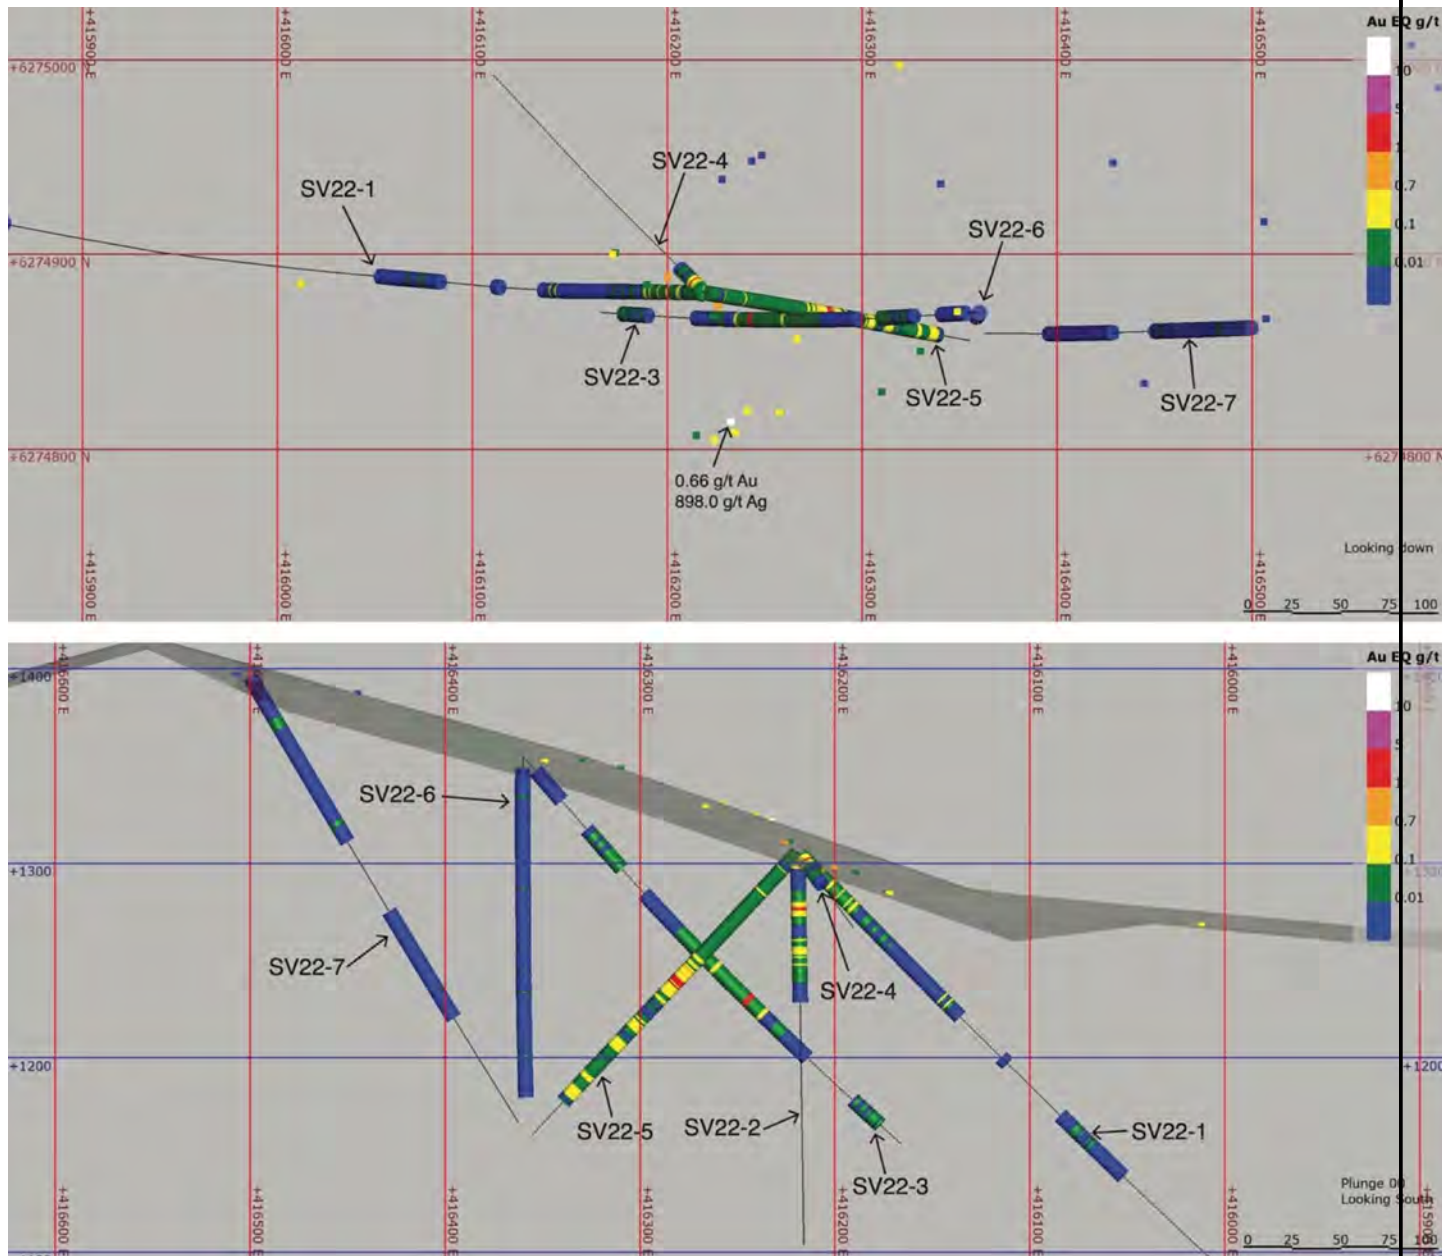 +415900 E
+416000 E
+416100 E
+416200 E
+416300 E
+416400 E
+416500 E
Au EQ g/t
+6275000 N
10
5
1
0.7
0.1
0.01
SV22-4
SV22-1
SV22-6
+6274900 N
SV22-3
SV22-5
SV22-7
+6274800 N
+6274800 N
0.66 g/t Au
898.0 g/t Ag
Looking down
+415900 E
+416000 E
+416100 E
+416200 E
+416300 E
+416400 E
+416500 E
0 25 50 75 100
+416600 E
+416400 E
+416300 E
+416200 E
+416100 E
+416000 E
Au EQ g/t
+1400
10
5
1
0.7
0.1
0.01
SV22-6
+1300
SV22-7
SV22-4
+1200
+1200
SV22-5
SV22-2
SV22-1
SV22-3
Plunge 00
Looking South
+416600 E
+416500 E
+416400 E
+416300 E
+416200 E
+416100 E
+416000 E
0 25 50 75 100